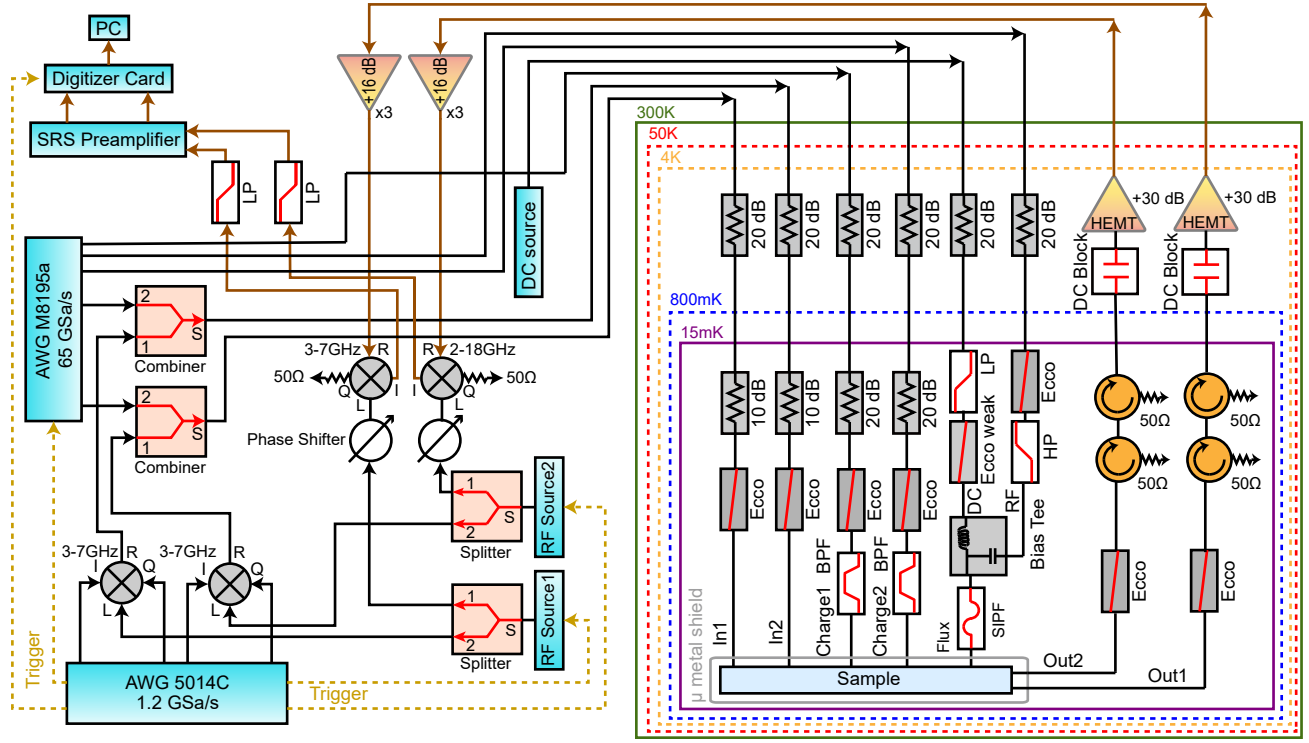 PC
Digitizer Card
SRS Preamplifier
LP
LP
+16 dB
x3
+16 dB
x3
DC source
AWG M8195a
65 GSa/s
2
1
S
Combiner
2
1
S
Combiner
3-7GHz
R
R
2-18GHz
50Ω
Q
I
I
Q
50Ω
L
L
Phase Shifter
1
2
S
Splitter
RF Source2
1
2
S
Splitter
RF Source1
3-7GHz
R
I
Q
L
3-7GHz
R
I
Q
L
Trigger
AWG 5014C
1.2 GSa/s
Trigger
300K
50K
4K
800mK
15mK
20 dB
20 dB
20 dB
20 dB
20 dB
20 dB
HEMT
+30 dB
HEMT
+30 dB
DC Block
DC Block
10 dB
10 dB
20 dB
20 dB
LP
Ecco weak
Ecco
HP
50Ω
50Ω
50Ω
50Ω
Ecco
Ecco
Ecco
Ecco
DC
RF
Bias Tee
BPF
BPF
Ecco
Ecco
In1
In2
Charge1
Charge2
Flux
SIPF
µ metal shield
Sample
Out2
Out1